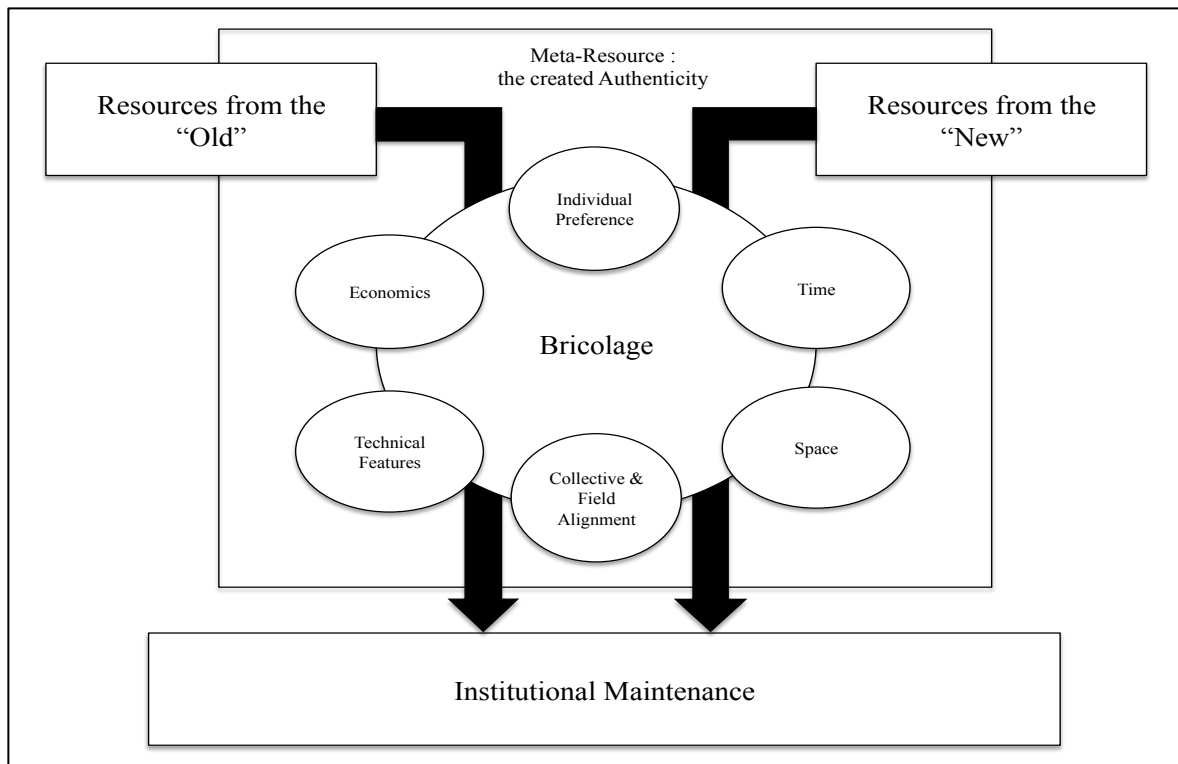 Meta-Resource :
the created Authenticity
Resources from the
“Old”
Resources from the
“New”
Individual
Preference
Economics
Time
Bricolage
Technical
Features
Space
Collective &
Field
Alignment
Institutional Maintenance